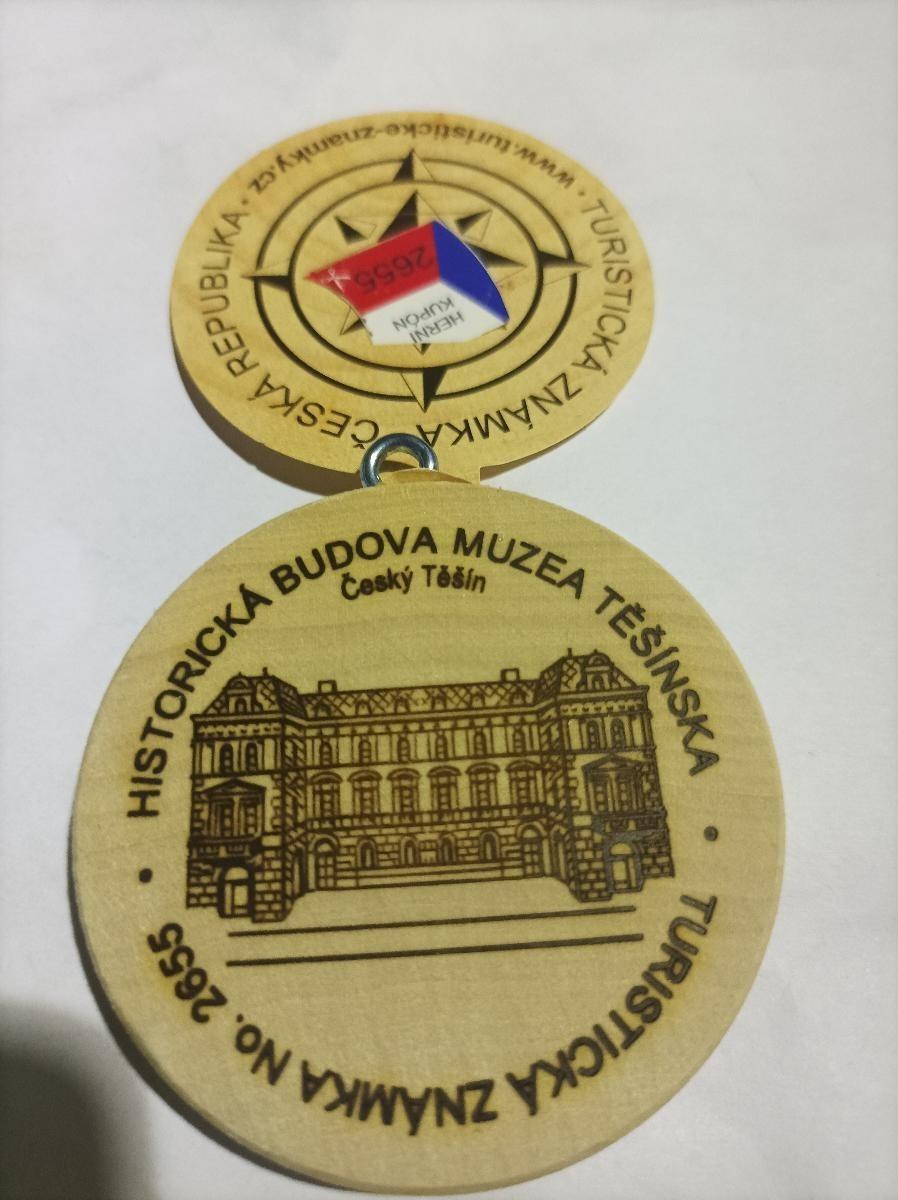 www.turisticke-znamky.cz
• TURISTICKÁ ZNÁMKA
ČESKÁ REPUBLIKA •
2655
HERNÍ
KUPÓN
HISTORICKÁ BUDOVA MUZEA TĚŠÍNSKA
Český Těšín
• TURISTICKÁ ZNÁMKA No. 2655 •